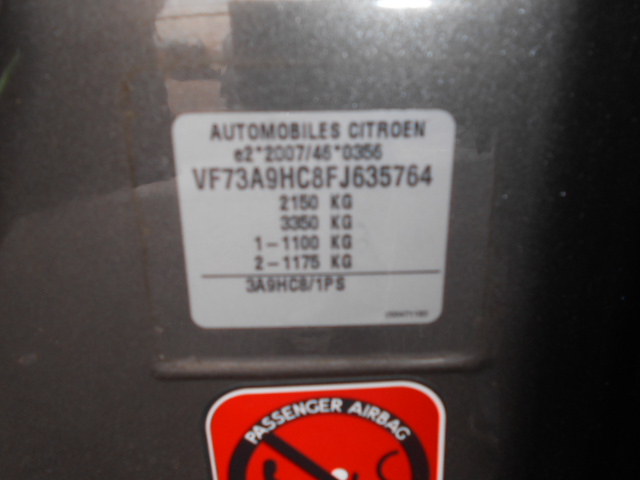 AUTOMOBILES CITROEN
e2*2007/46*0356
VF73A9HC8FJ635764
2150 KG
3350 KG
1-1100 KG
2-1175 KG
3A9HC8/1PS
PASSENGER AIRBAG